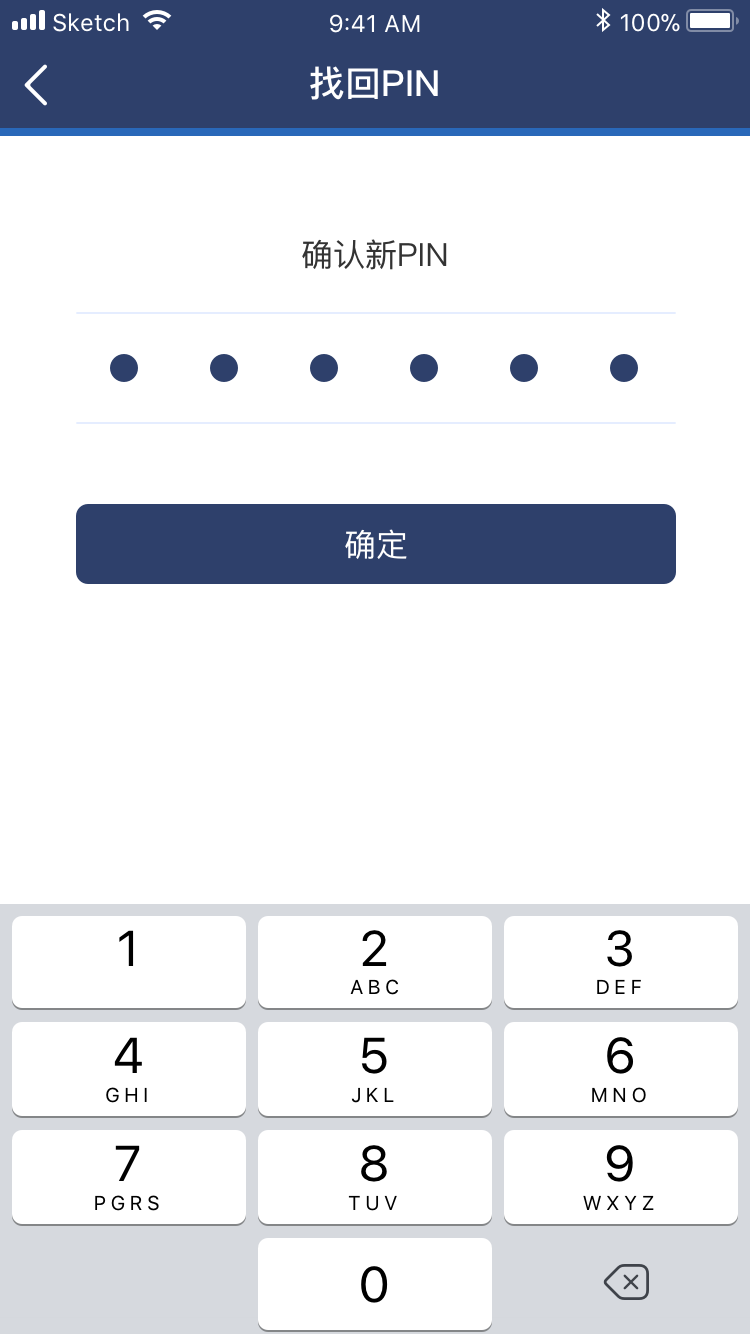 Sketch 9:41 AM 100%
找回PIN
确认新PIN
确定
1 2 3
ABC DEF
4 5 6
GHI JKL MNO
7 8 9
PGRS TUV WXYZ
0